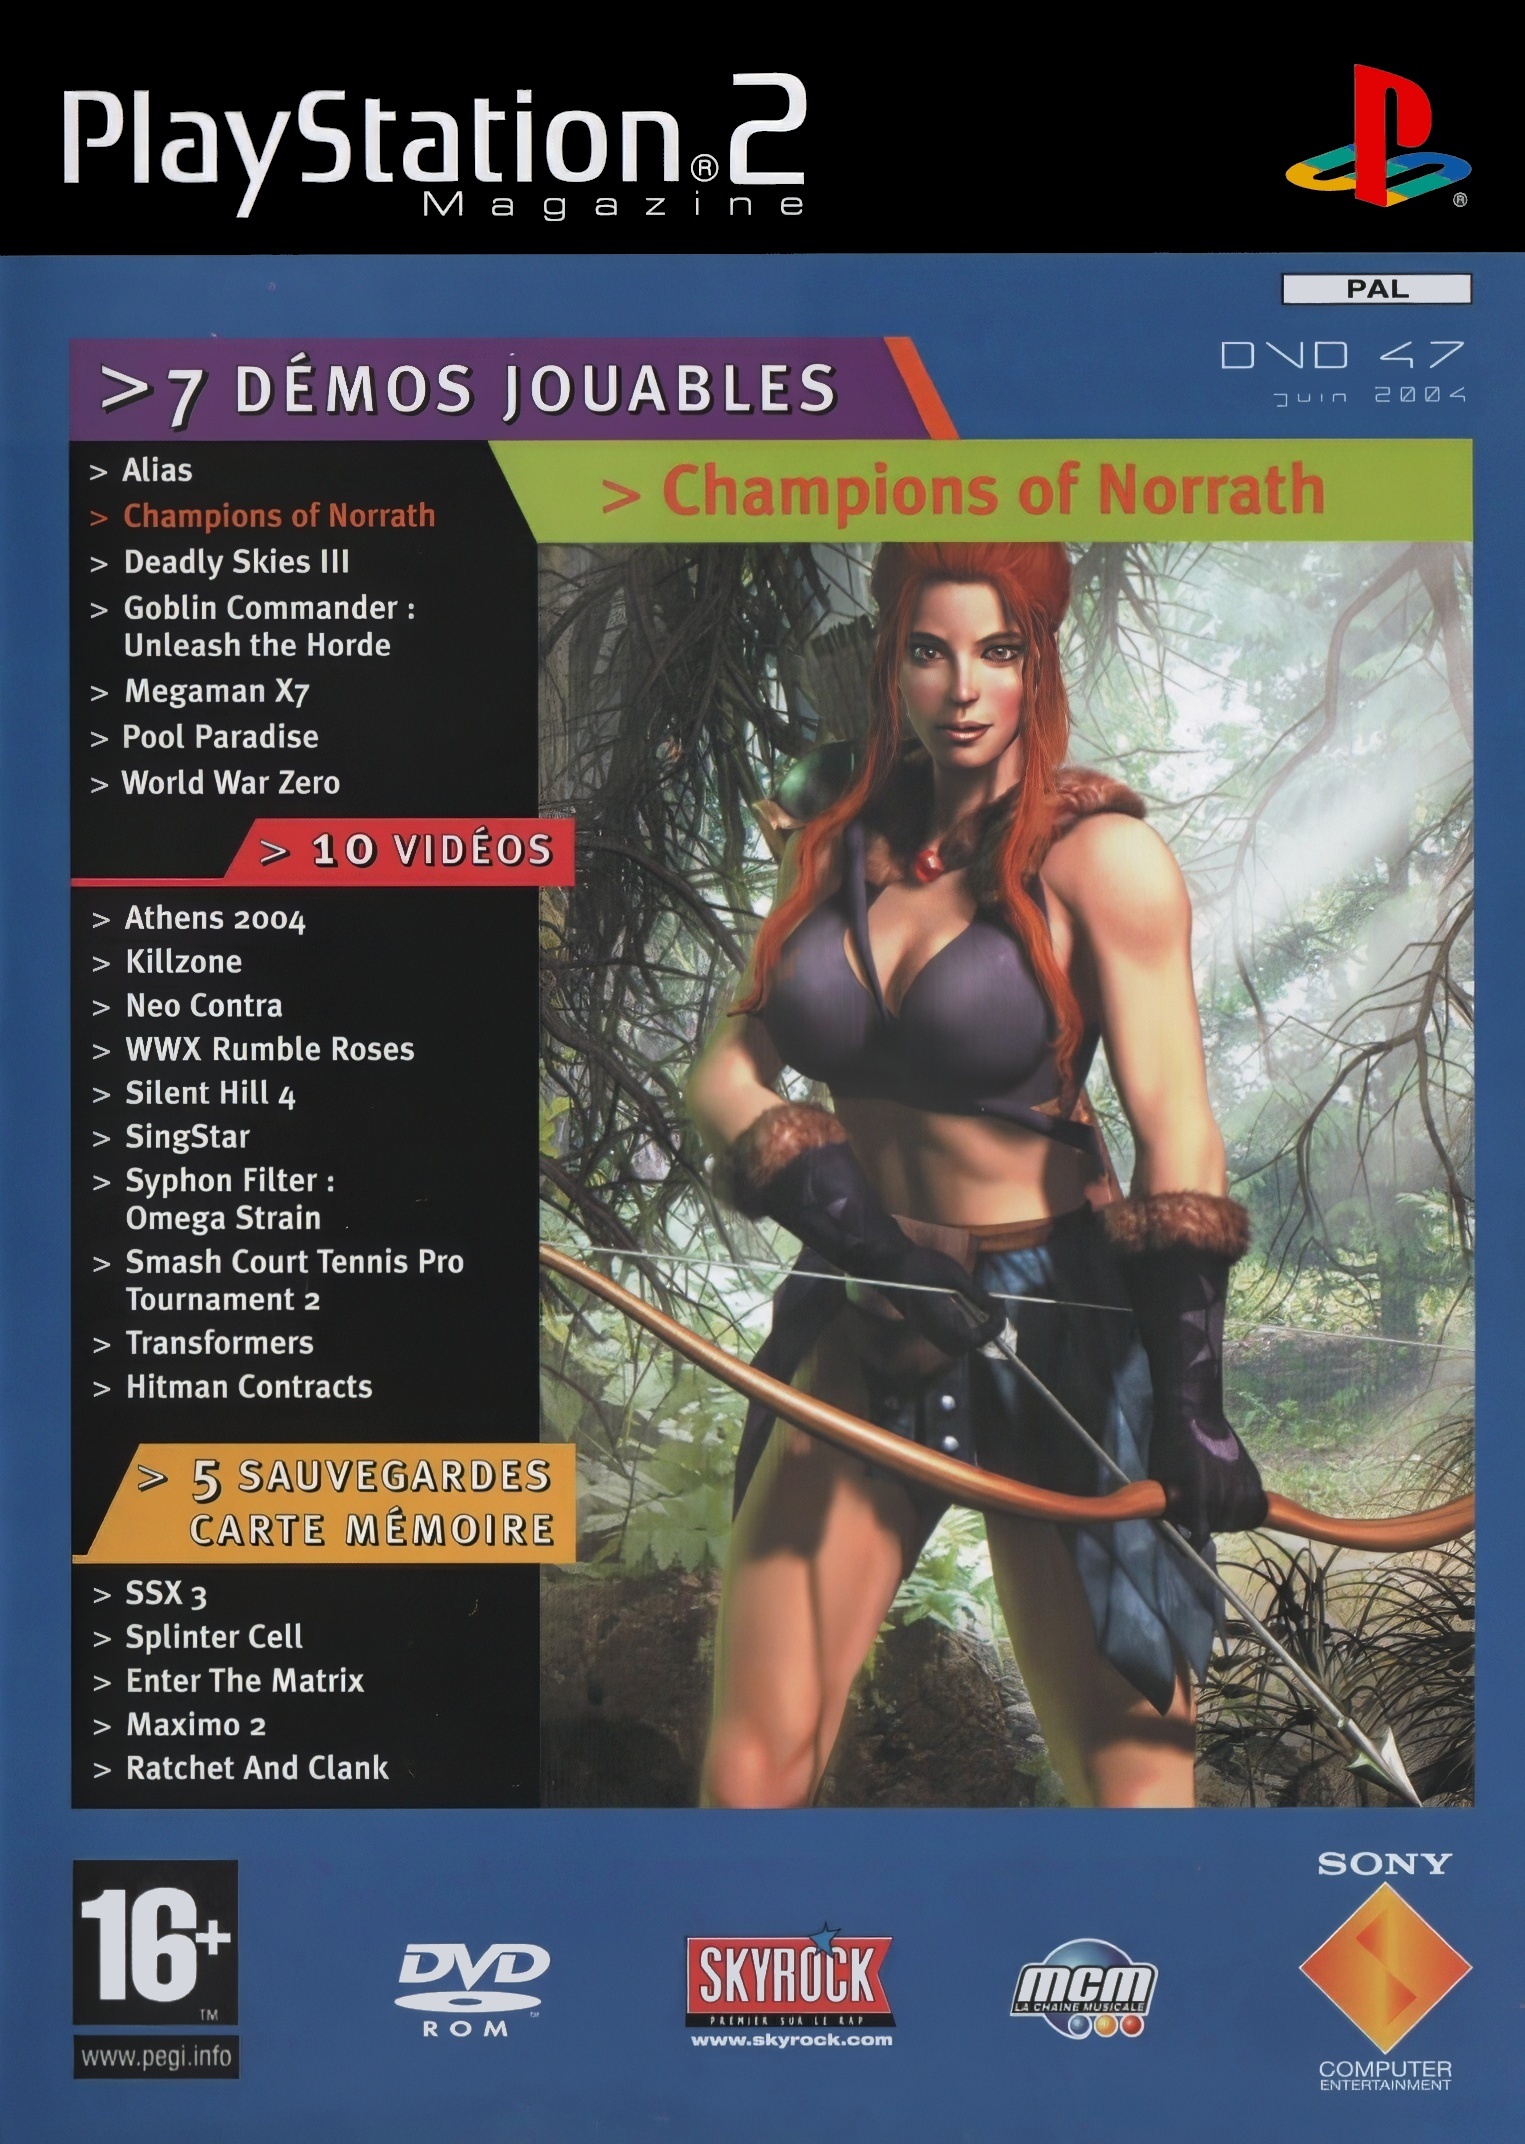 PlayStation®2
Magazine
PAL
DVD 47
juin 2004
>7 DÉMOS JOUABLES
> Champions of Norrath
> Alias
> Champions of Norrath
> Deadly Skies III
> Goblin Commander :
Unleash the Horde
> Megaman X7
> Pool Paradise
> World War Zero
> 10 VIDÉOS
> Athens 2004
> Killzone
> Neo Contra
> WWX Rumble Roses
> Silent Hill 4
> SingStar
> Syphon Filter :
Omega Strain
> Smash Court Tennis Pro
Tournament 2
> Transformers
> Hitman Contracts
> 5 SAUVEGARDES
CARTE MÉMOIRE
> SSX 3
> Splinter Cell
> Enter The Matrix
> Maximo 2
> Ratchet And Clank
16+
TM
www.pegi.info
DVD
ROM
SKYROCK
PREMIER SUR LE RAP
www.skyrock.com
mcm
LA CHAINE MUSICALE
SONY
COMPUTER
ENTERTAINMENT
®